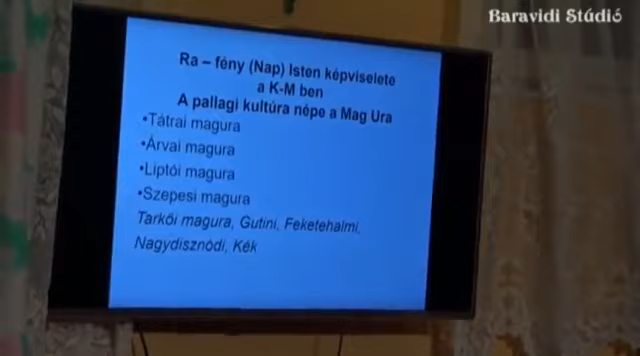 Baravidi Stúdió
Ra – fény (Nap) Isten képviselete
a K-M ben
A pallagi kultúra népe a Mag Ura
•Tátrai magura
•Árvai magura
•Liptói magura
•Szepesi magura
Tarkői magura, Gutini, Feketehalmi,
Nagydisznódi, Kék